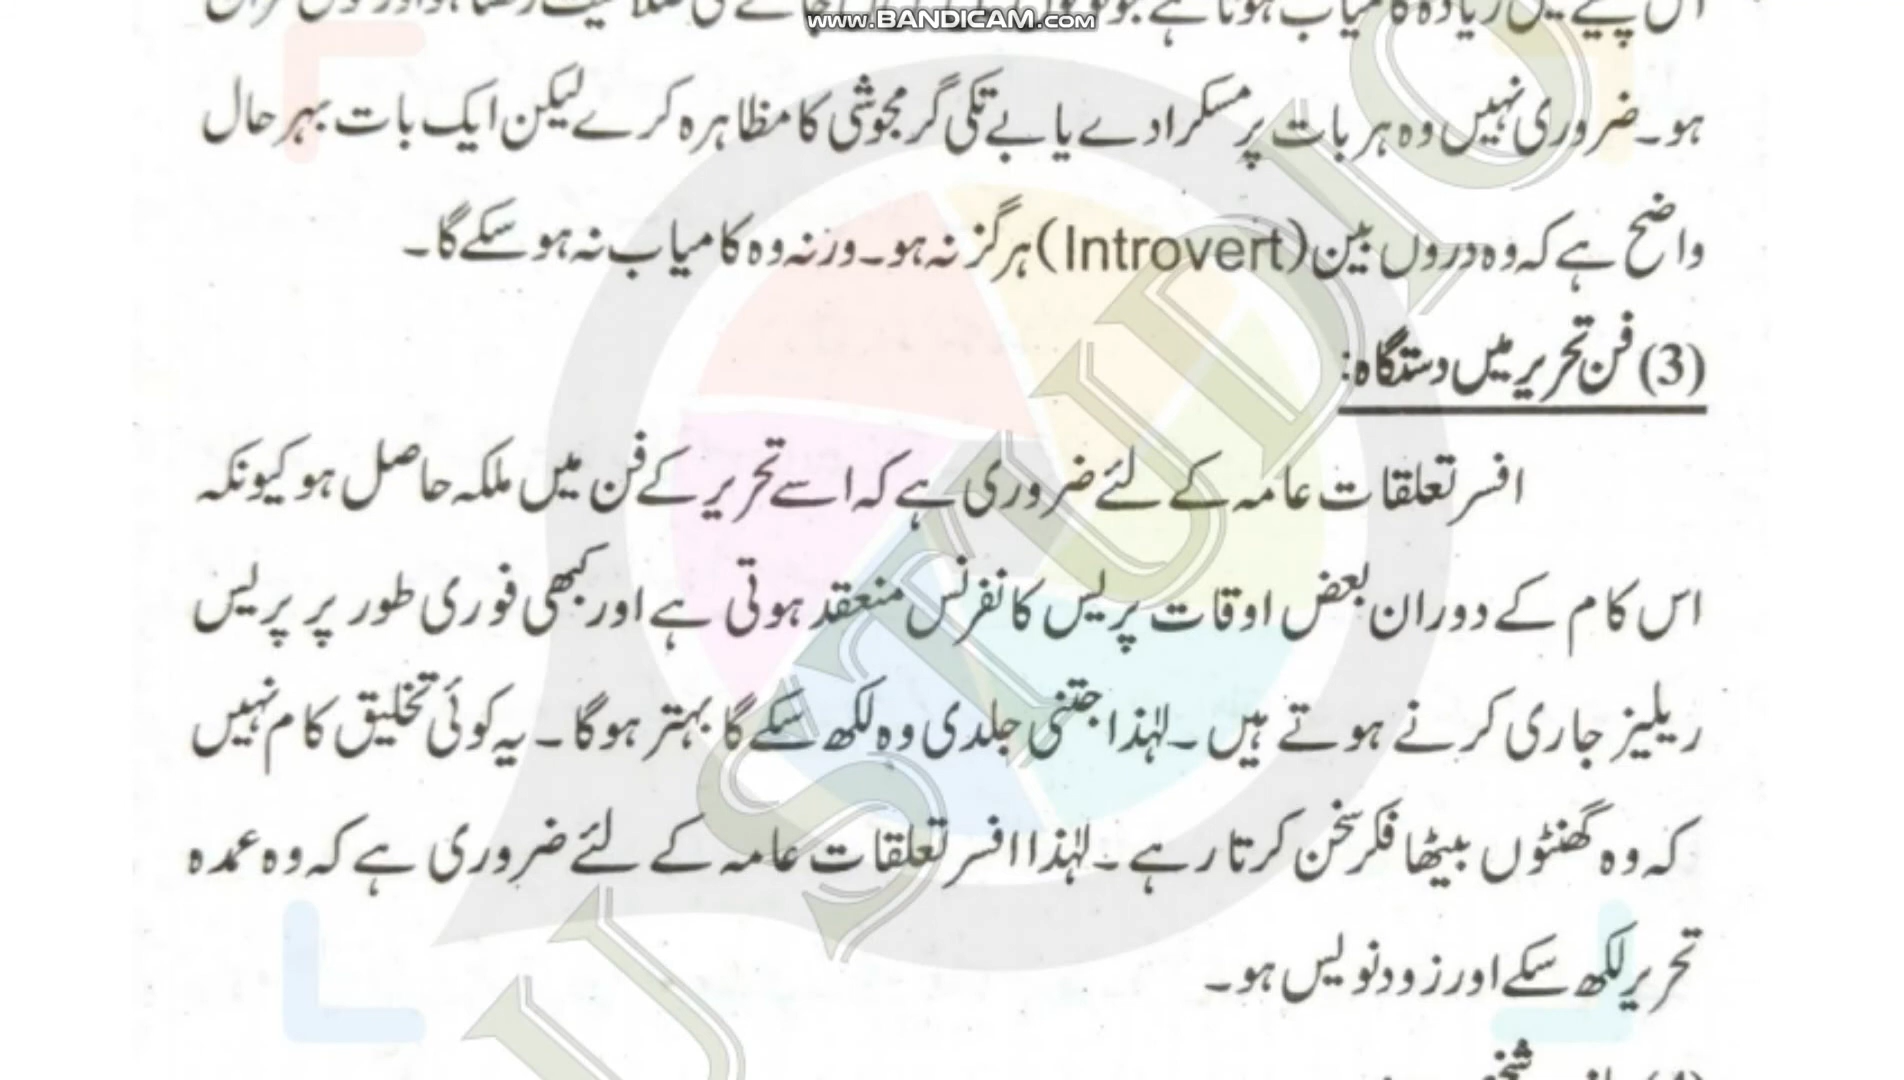 WWW.BANDICAM.COM
ہو۔ ضروری نہیں وہ ہر بات پر مسکرا دے یا بے تکی گرمجوشی کا مظاہرہ کرے لیکن ایک بات بہر حال
واضح ہے کہ وہ دروں بین (Introvert) ہرگز نہ ہو۔ ورنہ وہ کامیاب نہ ہو سکے گا۔
(3) فن تحریر میں دستگاہ:
افسر تعلقات عامہ کے لئے ضروری ہے کہ اسے تحریر کے فن میں ملکہ حاصل ہو کیونکہ
اس کام کے دوران بعض اوقات پریس کانفرنس منعقد ہوتی ہے اور کبھی فوری طور پر پریس
ریلیز جاری کرنے ہوتے ہیں۔ لہٰذا جتنی جلدی وہ لکھ سکے گا بہتر ہوگا۔ یہ کوئی تخلیق کام نہیں
کہ وہ گھنٹوں بیٹھا فکر سخن کرتا رہے۔ لہٰذا افسر تعلقات عامہ کے لئے ضروری ہے کہ وہ عمدہ
تحریر لکھ سکے اور زود نویس ہو۔
USTUDIO